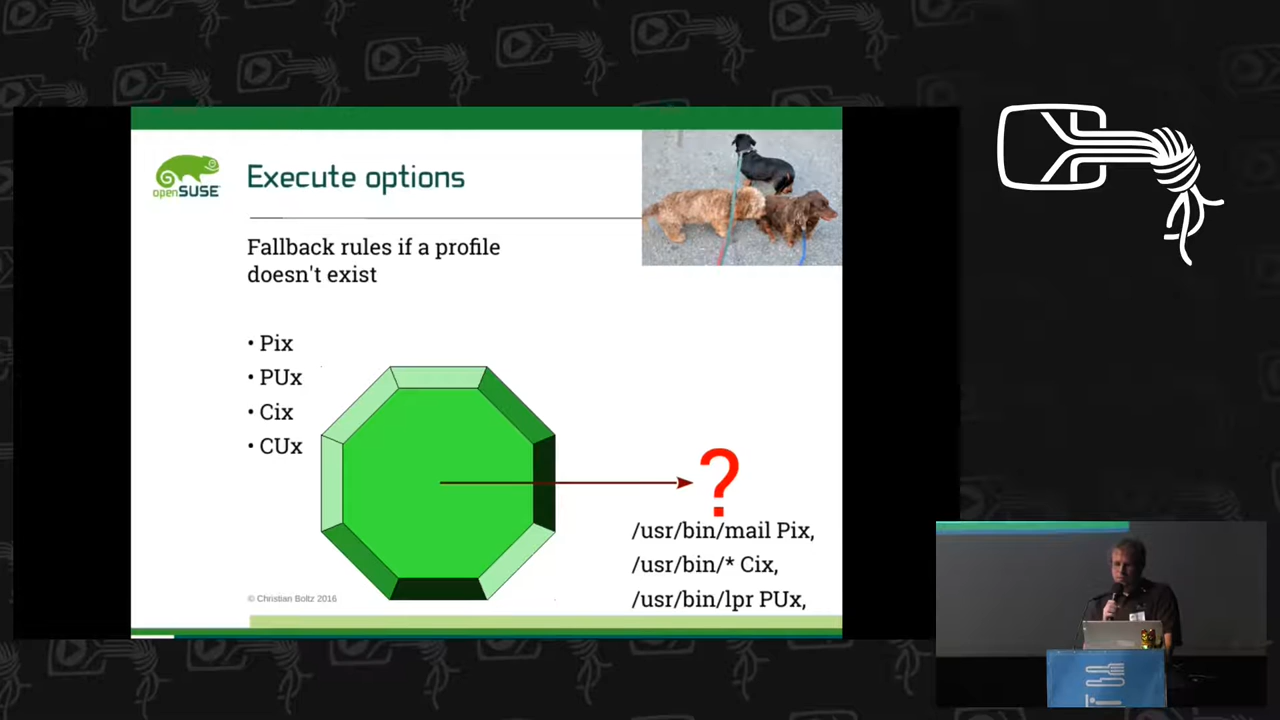 openSUSE
Execute options
Fallback rules if a profile
doesn't exist
• Pix
• PUx
• Cix
• CUx
?
/usr/bin/mail Pix,
/usr/bin/* Cix,
/usr/bin/lpr PUx,
© Christian Boltz 2016